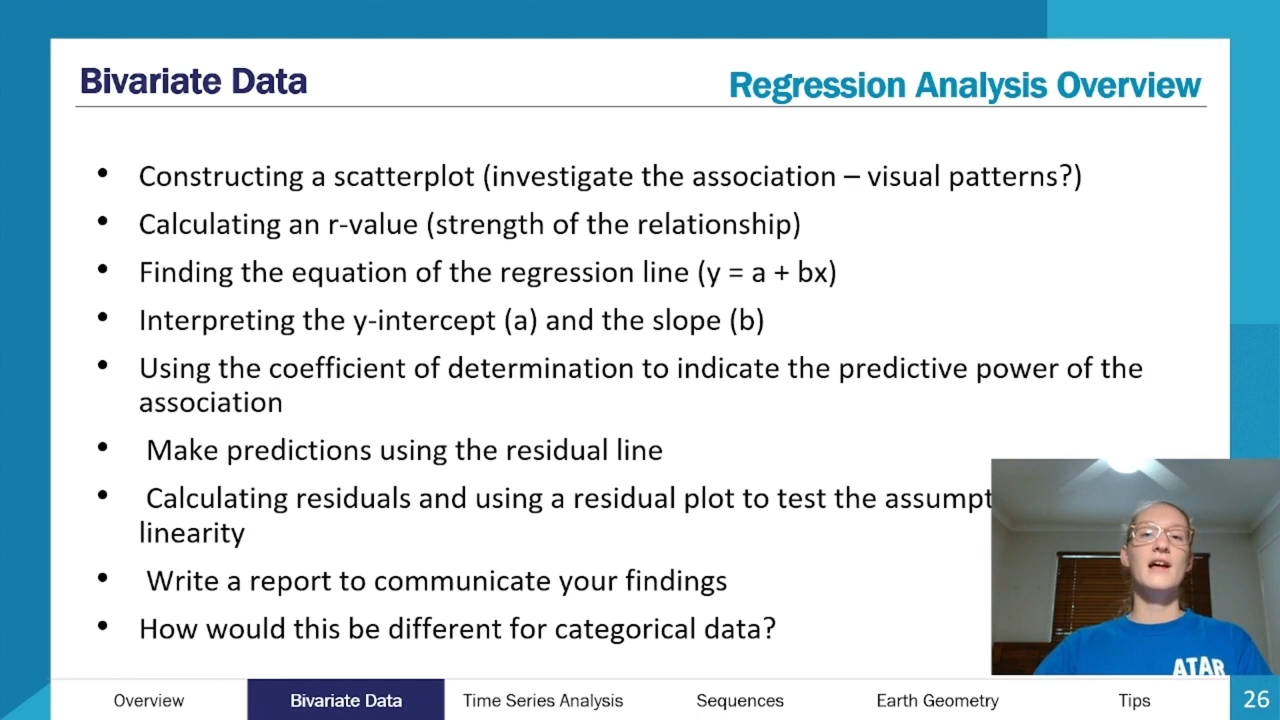 Bivariate Data
Regression Analysis Overview
• Constructing a scatterplot (investigate the association – visual patterns?)
• Calculating an r-value (strength of the relationship)
• Finding the equation of the regression line (y = a + bx)
• Interpreting the y-intercept (a) and the slope (b)
• Using the coefficient of determination to indicate the predictive power of the
association
• Make predictions using the residual line
• Calculating residuals and using a residual plot to test the
linearity
• Write a report to communicate your findings
• How would this be different for categorical data?
ATAR
Overview Bivariate Data Time Series Analysis Sequences Earth Geometry Tips 26